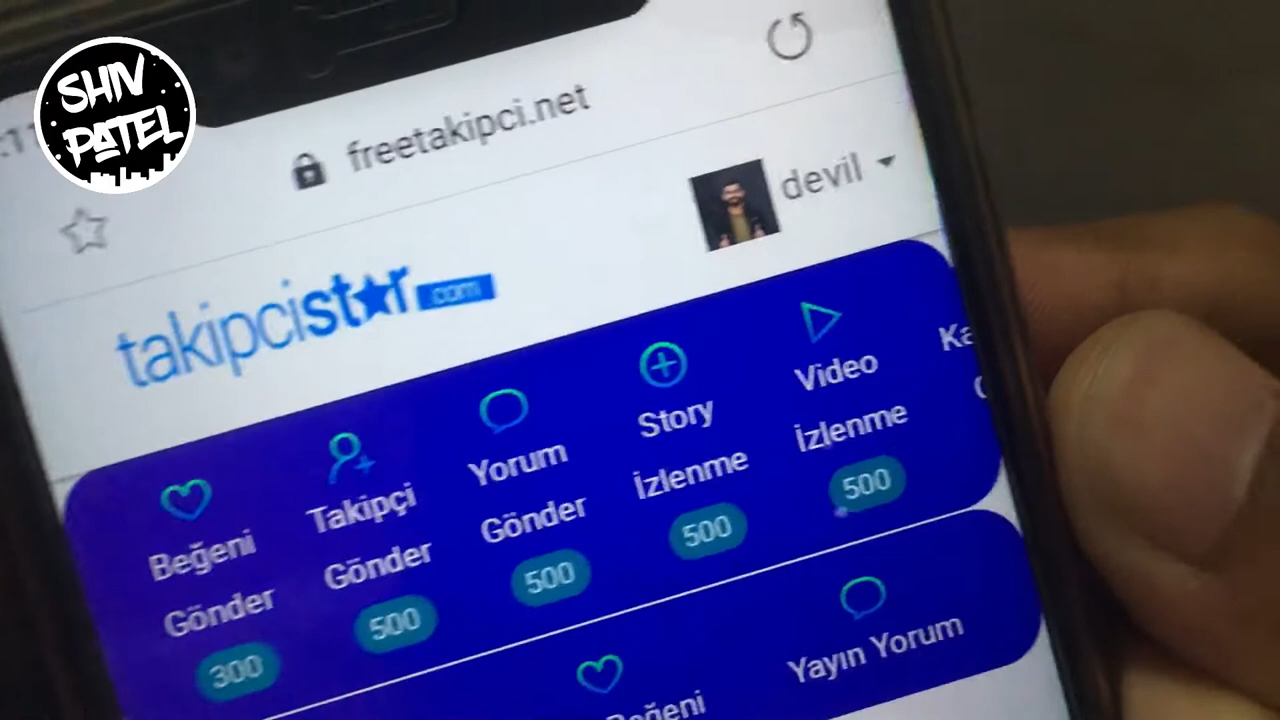 SHIV
PATEL
freetakipci.net
devil
takipcistar.com
Beğeni
Gönder
300
Takipçi
Gönder
500
Yorum
Gönder
500
Story
İzlenme
500
Video
İzlenme
500
Ka
Beğeni
Yayın Yorum